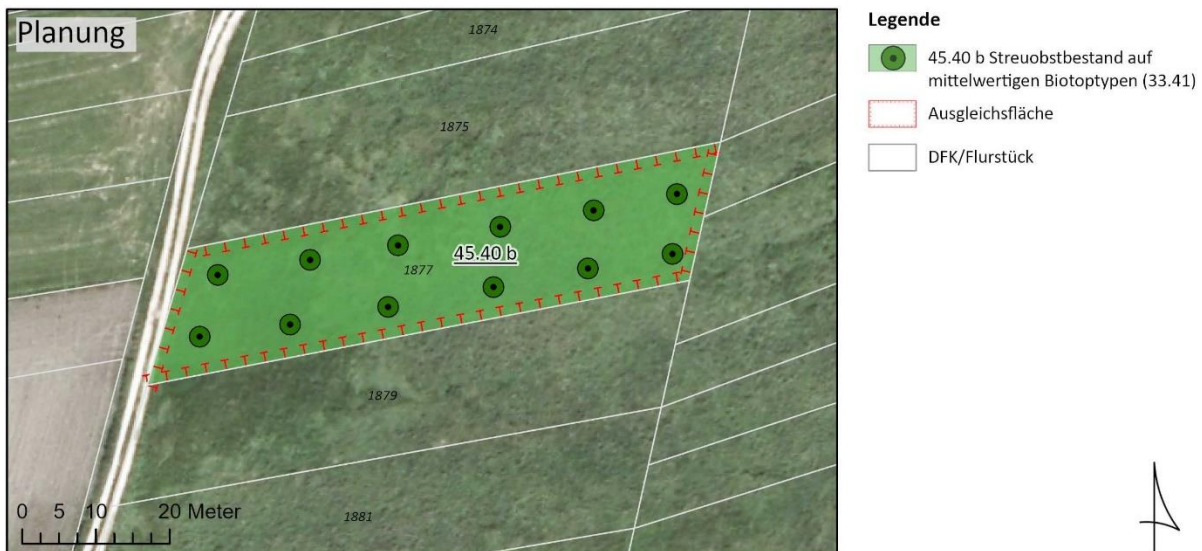 Planung
1874
1875
45.40 b
1877
1879
1881
0 5 10 20 Meter
Legende
45.40 b Streuobstbestand auf
mittelwertigen Biotoptypen (33.41)
Ausgleichsfläche
DFK/Flurstück